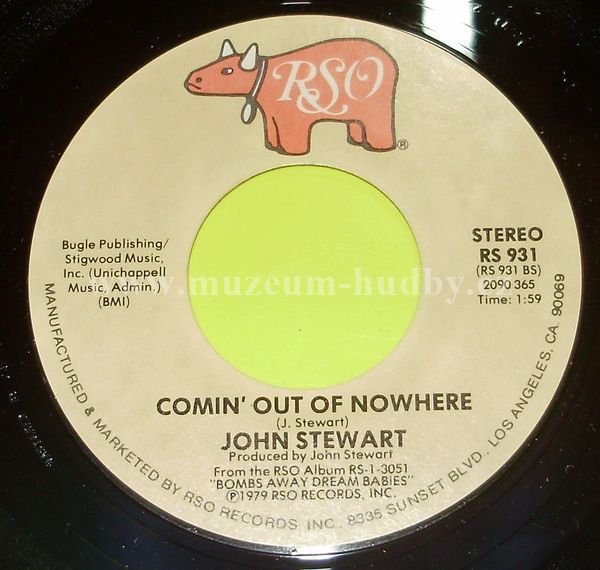 RSO
®
Bugle Publishing/
Stigwood Music,
Inc. (Unichappell
Music, Admin.)
(BMI)
STEREO
RS 931
(RS 931 BS)
2090 365
Time: 1:59
www.muzeum-hudby.c
COMIN' OUT OF NOWHERE
(J. Stewart)
JOHN STEWART
Produced by John Stewart
From the RSO Album RS-1-3051
"BOMBS AWAY DREAM BABIES"
Ⓟ1979 RSO RECORDS, INC.
MANUFACTURED & MARKETED BY RSO RECORDS, INC., 8335 SUNSET BLVD., LOS ANGELES, CA. 90069